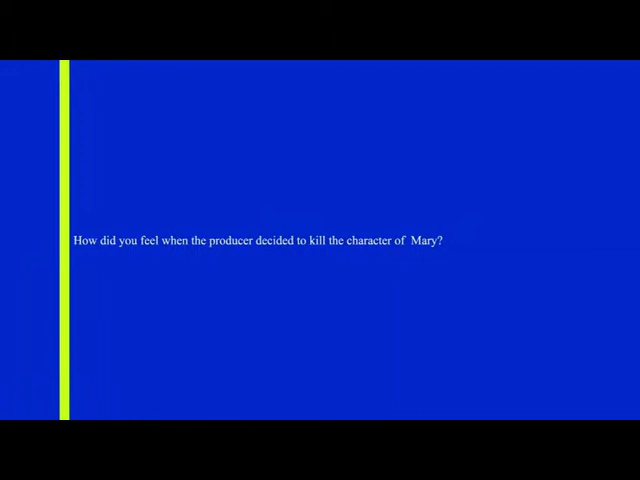 How did you feel when the producer decided to kill the character of  Mary?